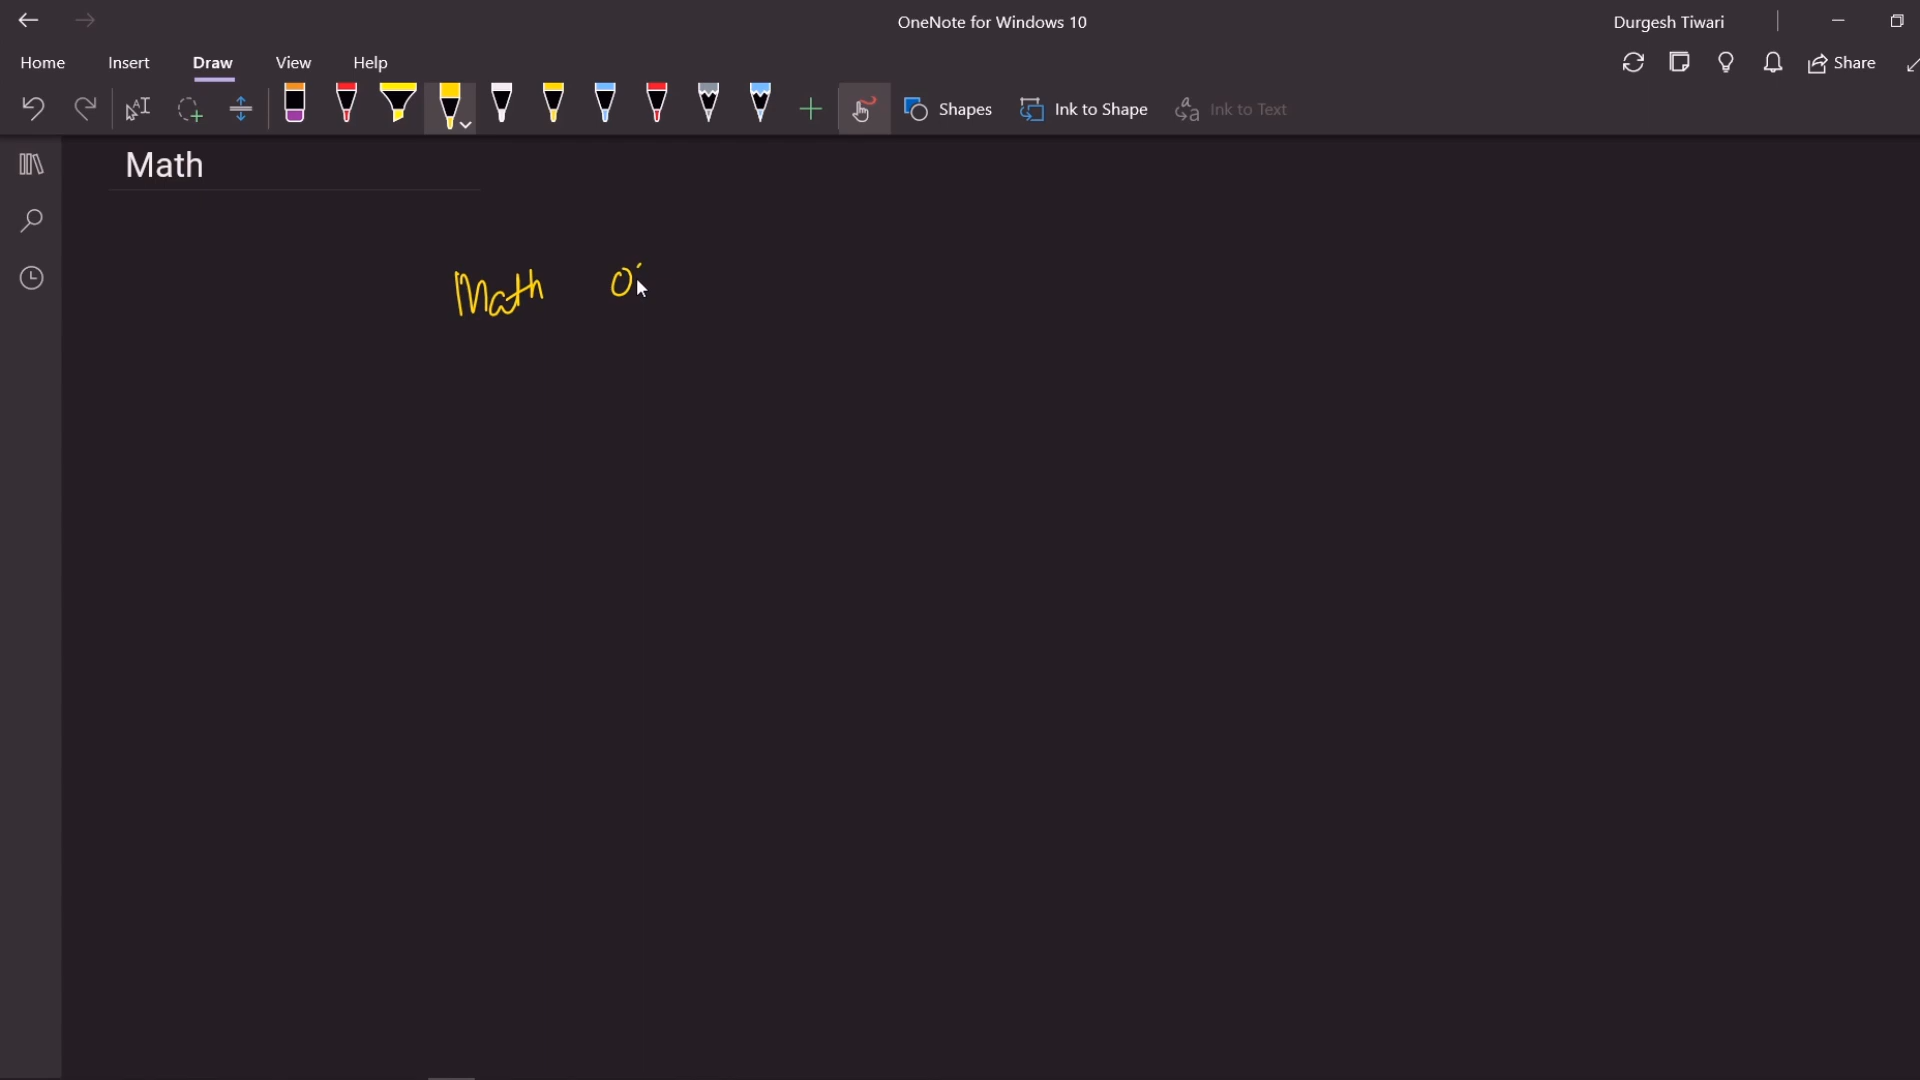 OneNote for Windows 10
Durgesh Tiwari
Home Insert Draw View Help
Share
Shapes Ink to Shape Ink to Text
Math
Math